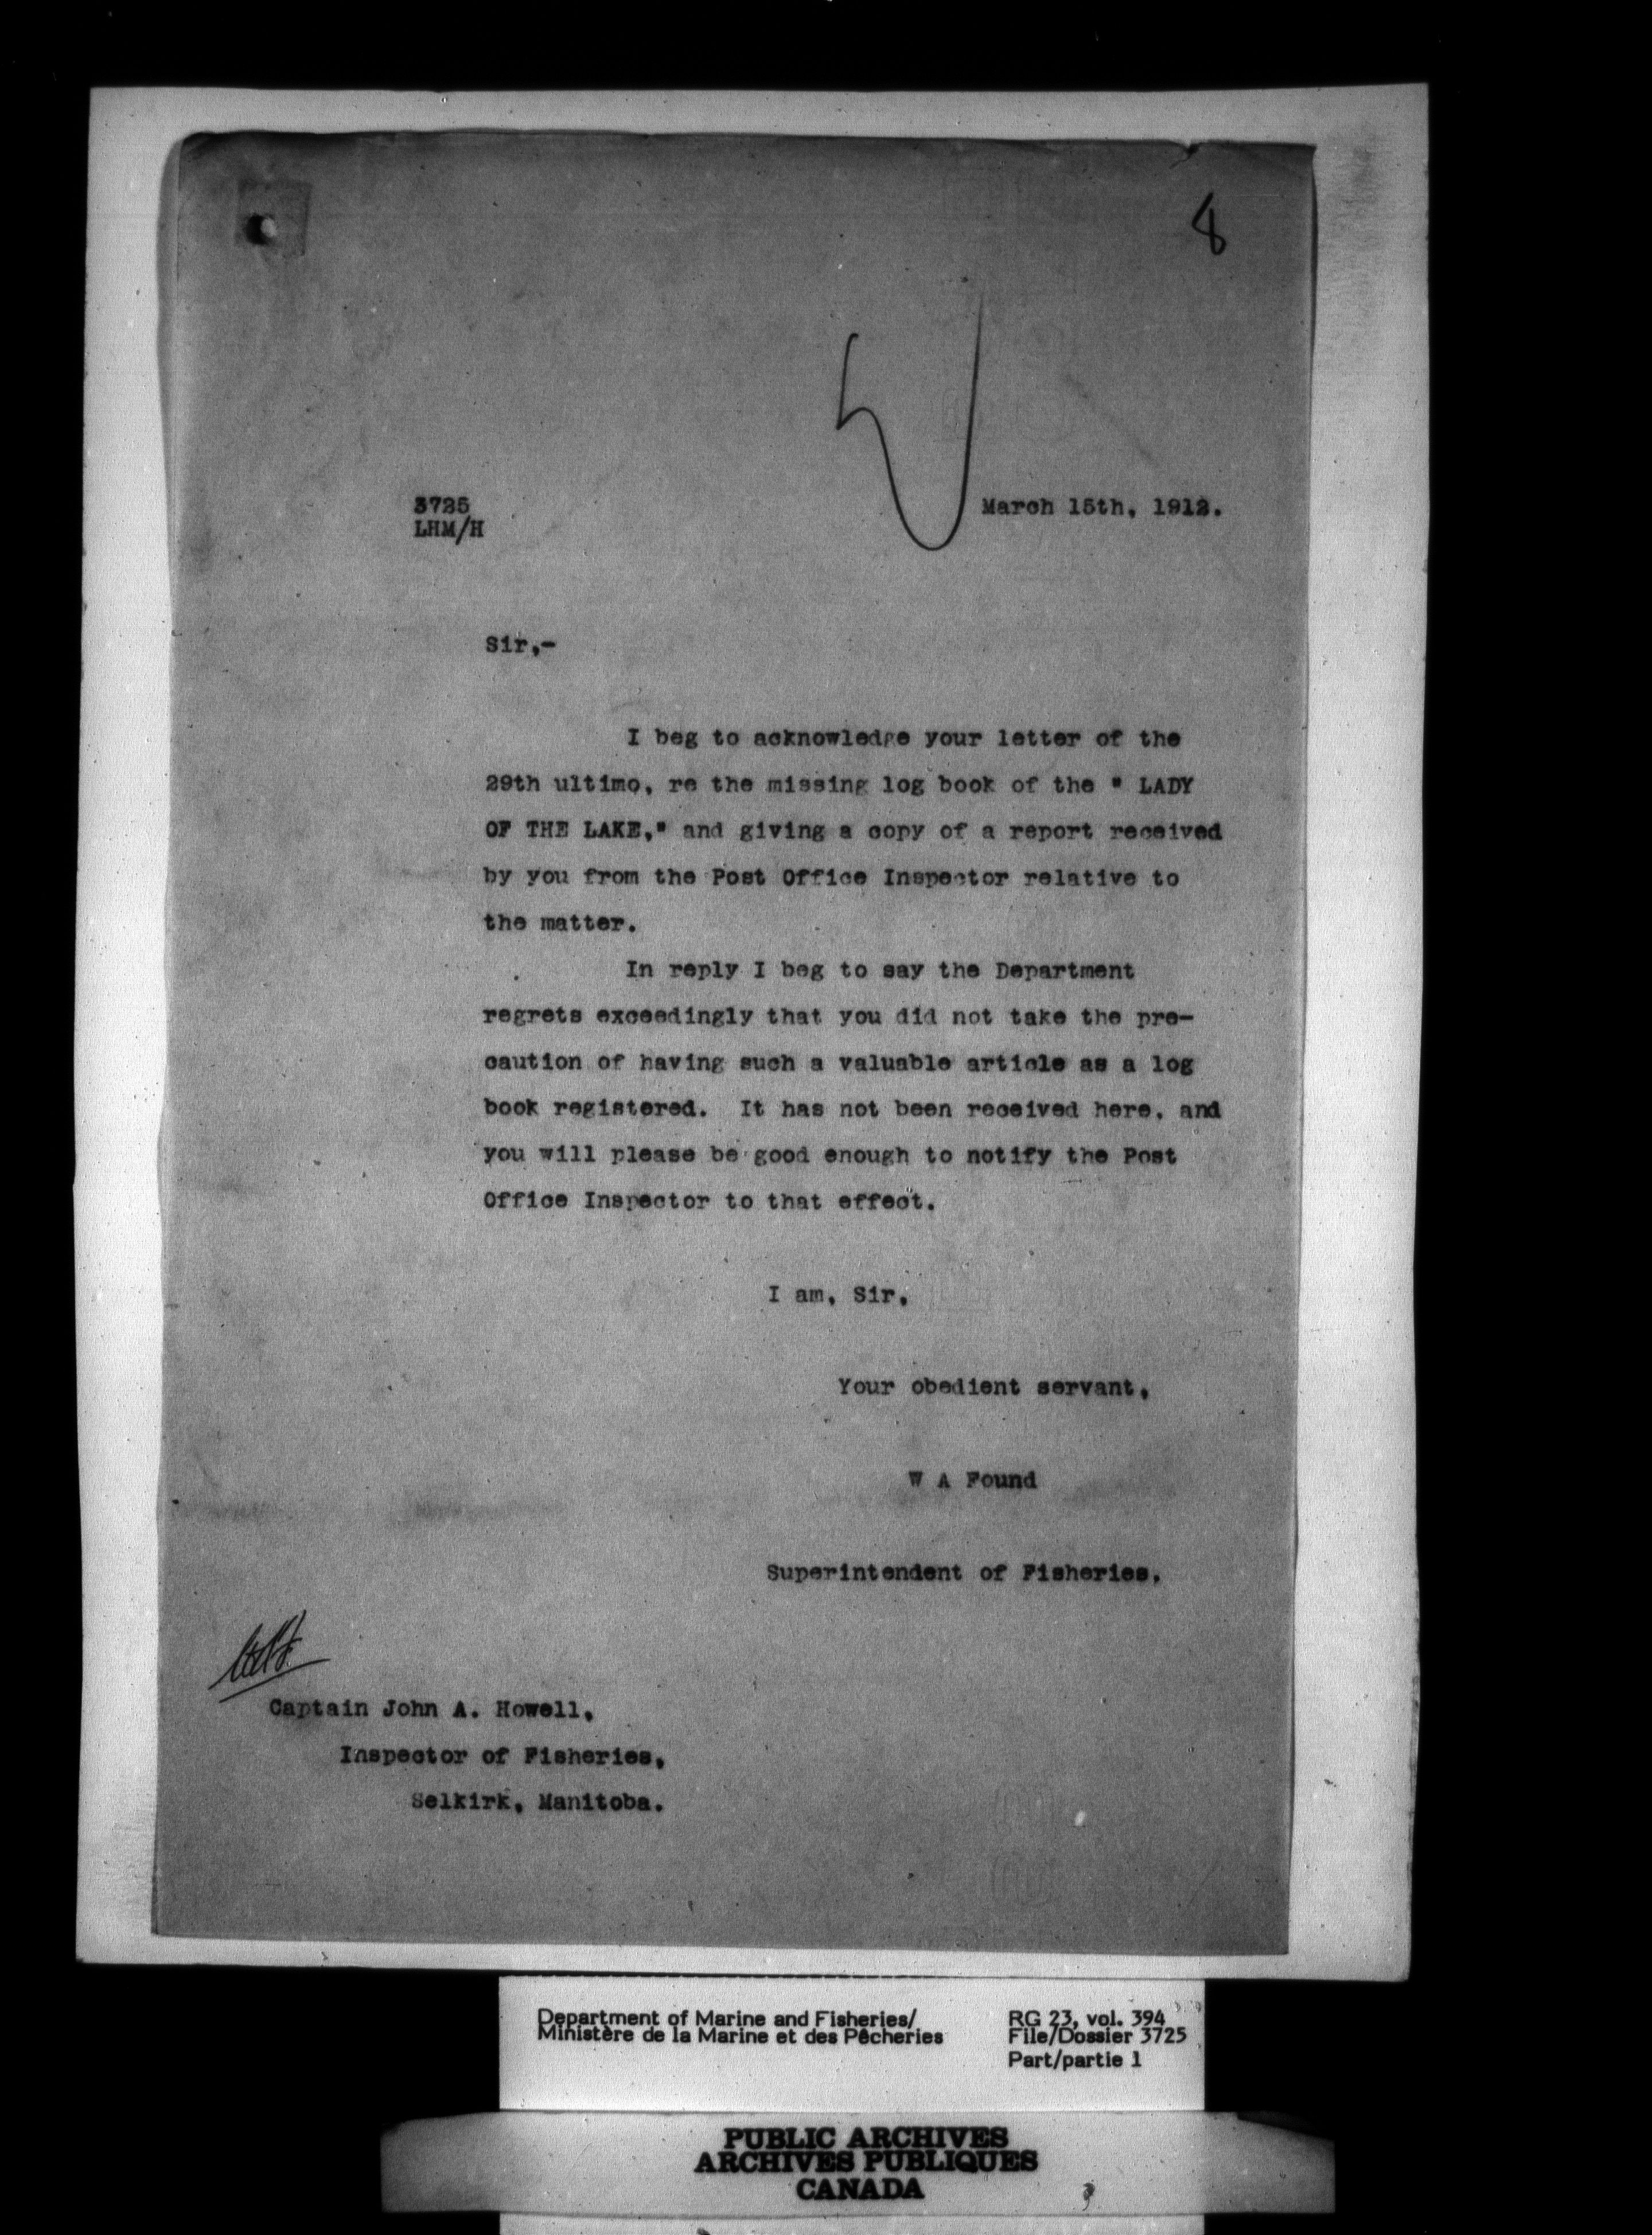 8
3725
LHM/H
March 15th, 1912.
Sir,-
I beg to acknowledge your letter of the
29th ultimo, re the missing log book of the " LADY
OF THE LAKE," and giving a copy of a report received
by you from the Post Office Inspector relative to
the matter.
In reply I beg to say the Department
regrets exceedingly that you did not take the pre-
caution of having such a valuable article as a log
book registered. It has not been received here, and
you will please be good enough to notify the Post
Office Inspector to that effect.
I am, Sir,
Your obedient servant,
W A Found
Superintendent of Fisheries.
Captain John A. Howell,
Inspector of Fisheries,
Selkirk, Manitoba.
Department of Marine and Fisheries/
Ministère de la Marine et des Pêcheries
RG 23, vol. 394
File/Dossier 3725
Part/partie 1
PUBLIC ARCHIVES
ARCHIVES PUBLIQUES
CANADA